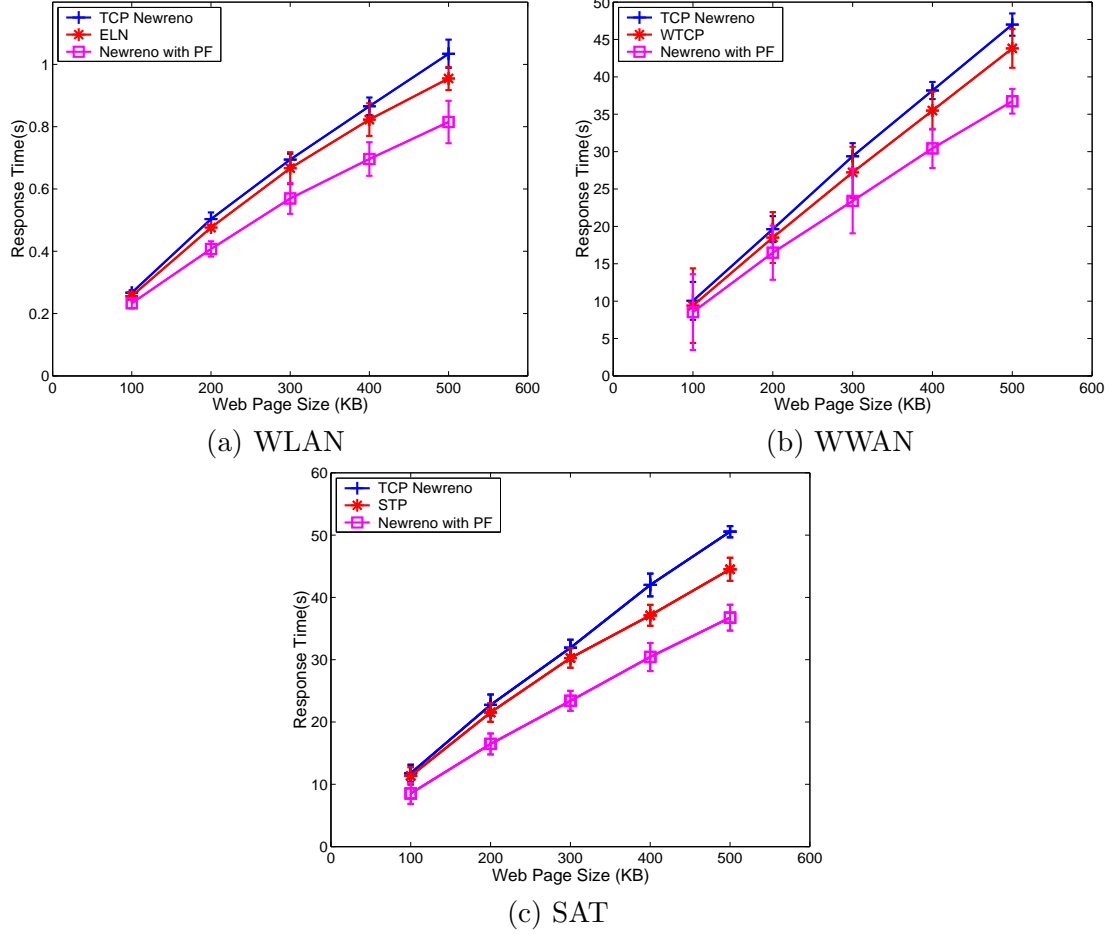 TCP Newreno
ELN
Newreno with PF
1
0.8
0.6
0.4
0.2
0
0 100 200 300 400 500 600
Response Time(s)
Web Page Size (KB)
(a) WLAN
TCP Newreno
WTCP
Newreno with PF
50
45
40
35
30
25
20
15
10
5
0
0 100 200 300 400 500 600
Response Time(s)
Web Page Size (KB)
(b) WWAN
TCP Newreno
STP
Newreno with PF
60
50
40
30
20
10
0
0 100 200 300 400 500 600
Response Time(s)
Web Page Size (KB)
(c) SAT